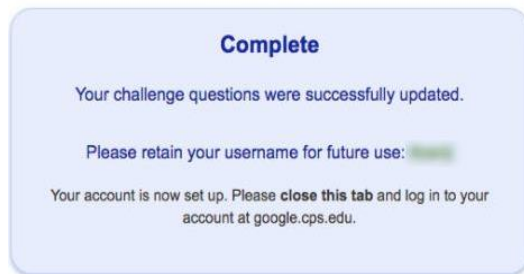 Complete
Your challenge questions were successfully updated.
Please retain your username for future use:
Your account is now set up. Please close this tab and log in to your
account at google.cps.edu.